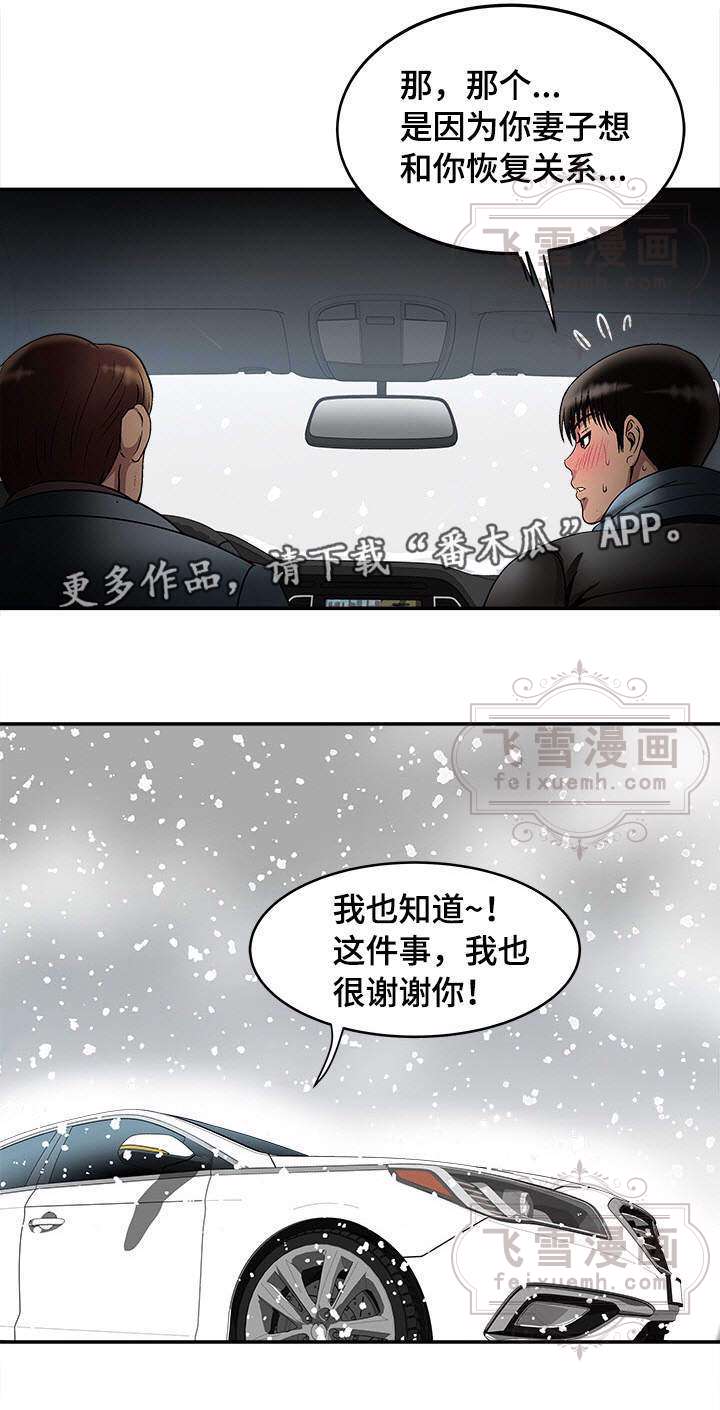 那，那个...
是因为你妻子想
和你恢复关系...
飞雪漫画
feixuemh.com
更多作品，请下载“番木瓜”APP。
飞雪漫画
feixuemh.com
我也知道~！
这件事，我也
很谢谢你！
飞雪漫画
feixuemh.com